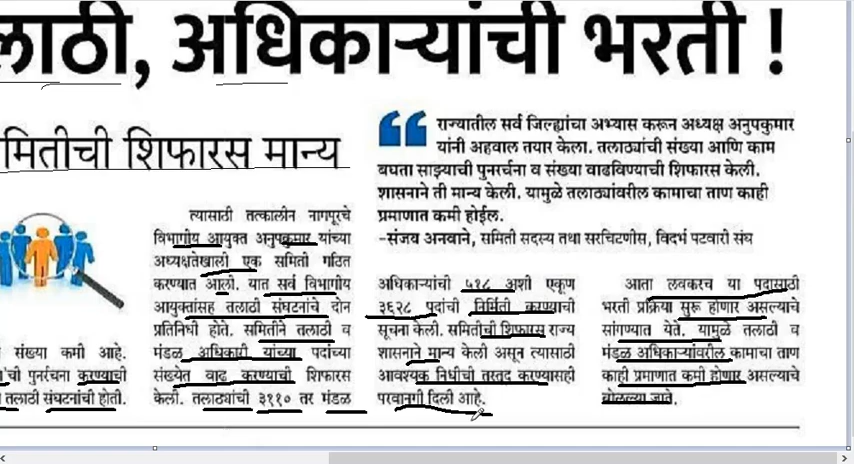 लाठी, अधिकाऱ्यांची भरती !
मितीची शिफारस मान्य
राज्यातील सर्व जिल्ह्यांचा अभ्यास करून अध्यक्ष अनुपकुमार
यांनी अहवाल तयार केला. तलाठ्यांची संख्या आणि काम
बघता साझ्याची पुनर्रचना व संख्या वाढविण्याची शिफारस केली.
शासनाने ती मान्य केली. यामुळे तलाठ्यांवरील कामाचा ताण काही
प्रमाणात कमी होईल.
-संजय अनवाने, समिती सदस्य तथा सरचिटणीस, विदर्भ पटवारी संघ
संख्या कमी आहे.
'ची पुनर्रचना करण्याची
तलाठी संघटनांची होती.
त्यासाठी तत्कालीन नागपूरचे
विभागीय आयुक्त अनुपकुमार यांच्या
अध्यक्षतेखाली एक समिती गठित
करण्यात आली. यात सर्व विभागीय
आयुक्तांसह तलाठी संघटनांचे दोन
प्रतिनिधी होते. समितीने तलाठी व
मंडळ अधिकारी यांच्या पदांच्या
संख्येत वाढ करण्याची शिफारस
केली. तलाठ्यांची ३११० तर मंडळ
अधिकाऱ्यांची ५१८ अशी एकूण
३६२८ पदांची निर्मिती करण्याची
सूचना केली. समितीची शिफारस राज्य
शासनाने मान्य केली असून त्यासाठी
आवश्यक निधीची तरतूद करण्यासही
परवानगी दिली आहे.
आता लवकरच या पदासाठी
भरती प्रक्रिया सुरू होणार असल्याचे
सांगण्यात येते. यामुळे तलाठी व
मंडळ अधिकाऱ्यांवरील कामाचा ताण
काही प्रमाणात कमी होणार असल्याचे
बोलल्या जाते.